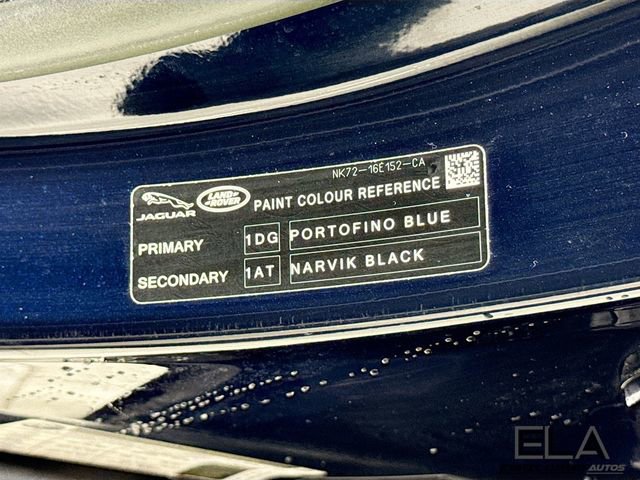 NK72-16E152-CA
JAGUAR
LAND ROVER
PAINT COLOUR REFERENCE
PRIMARY 1DG PORTOFINO BLUE
SECONDARY 1AT NARVIK BLACK
ELA
AUTOS